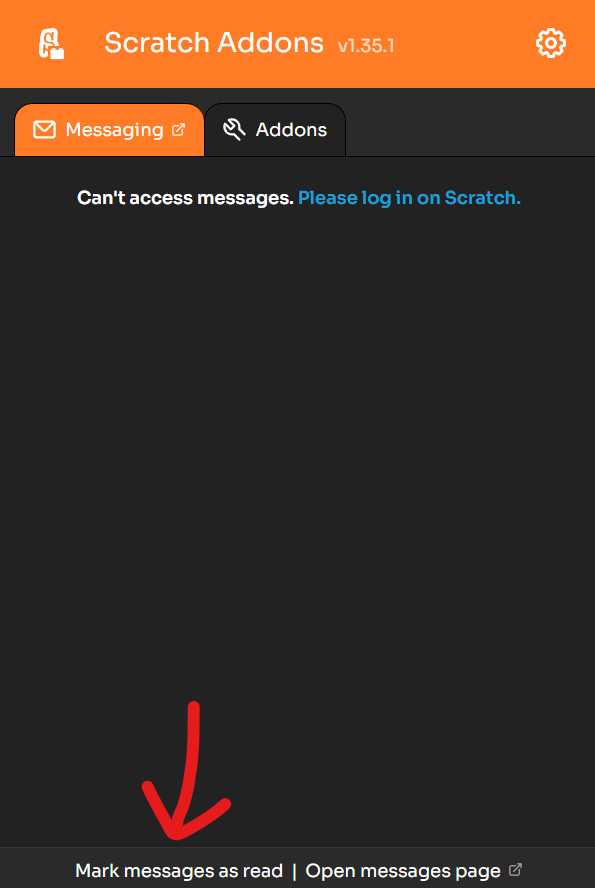 Scratch Addons v1.35.1
Messaging Addons
Can't access messages. Please log in on Scratch.
Mark messages as read | Open messages page